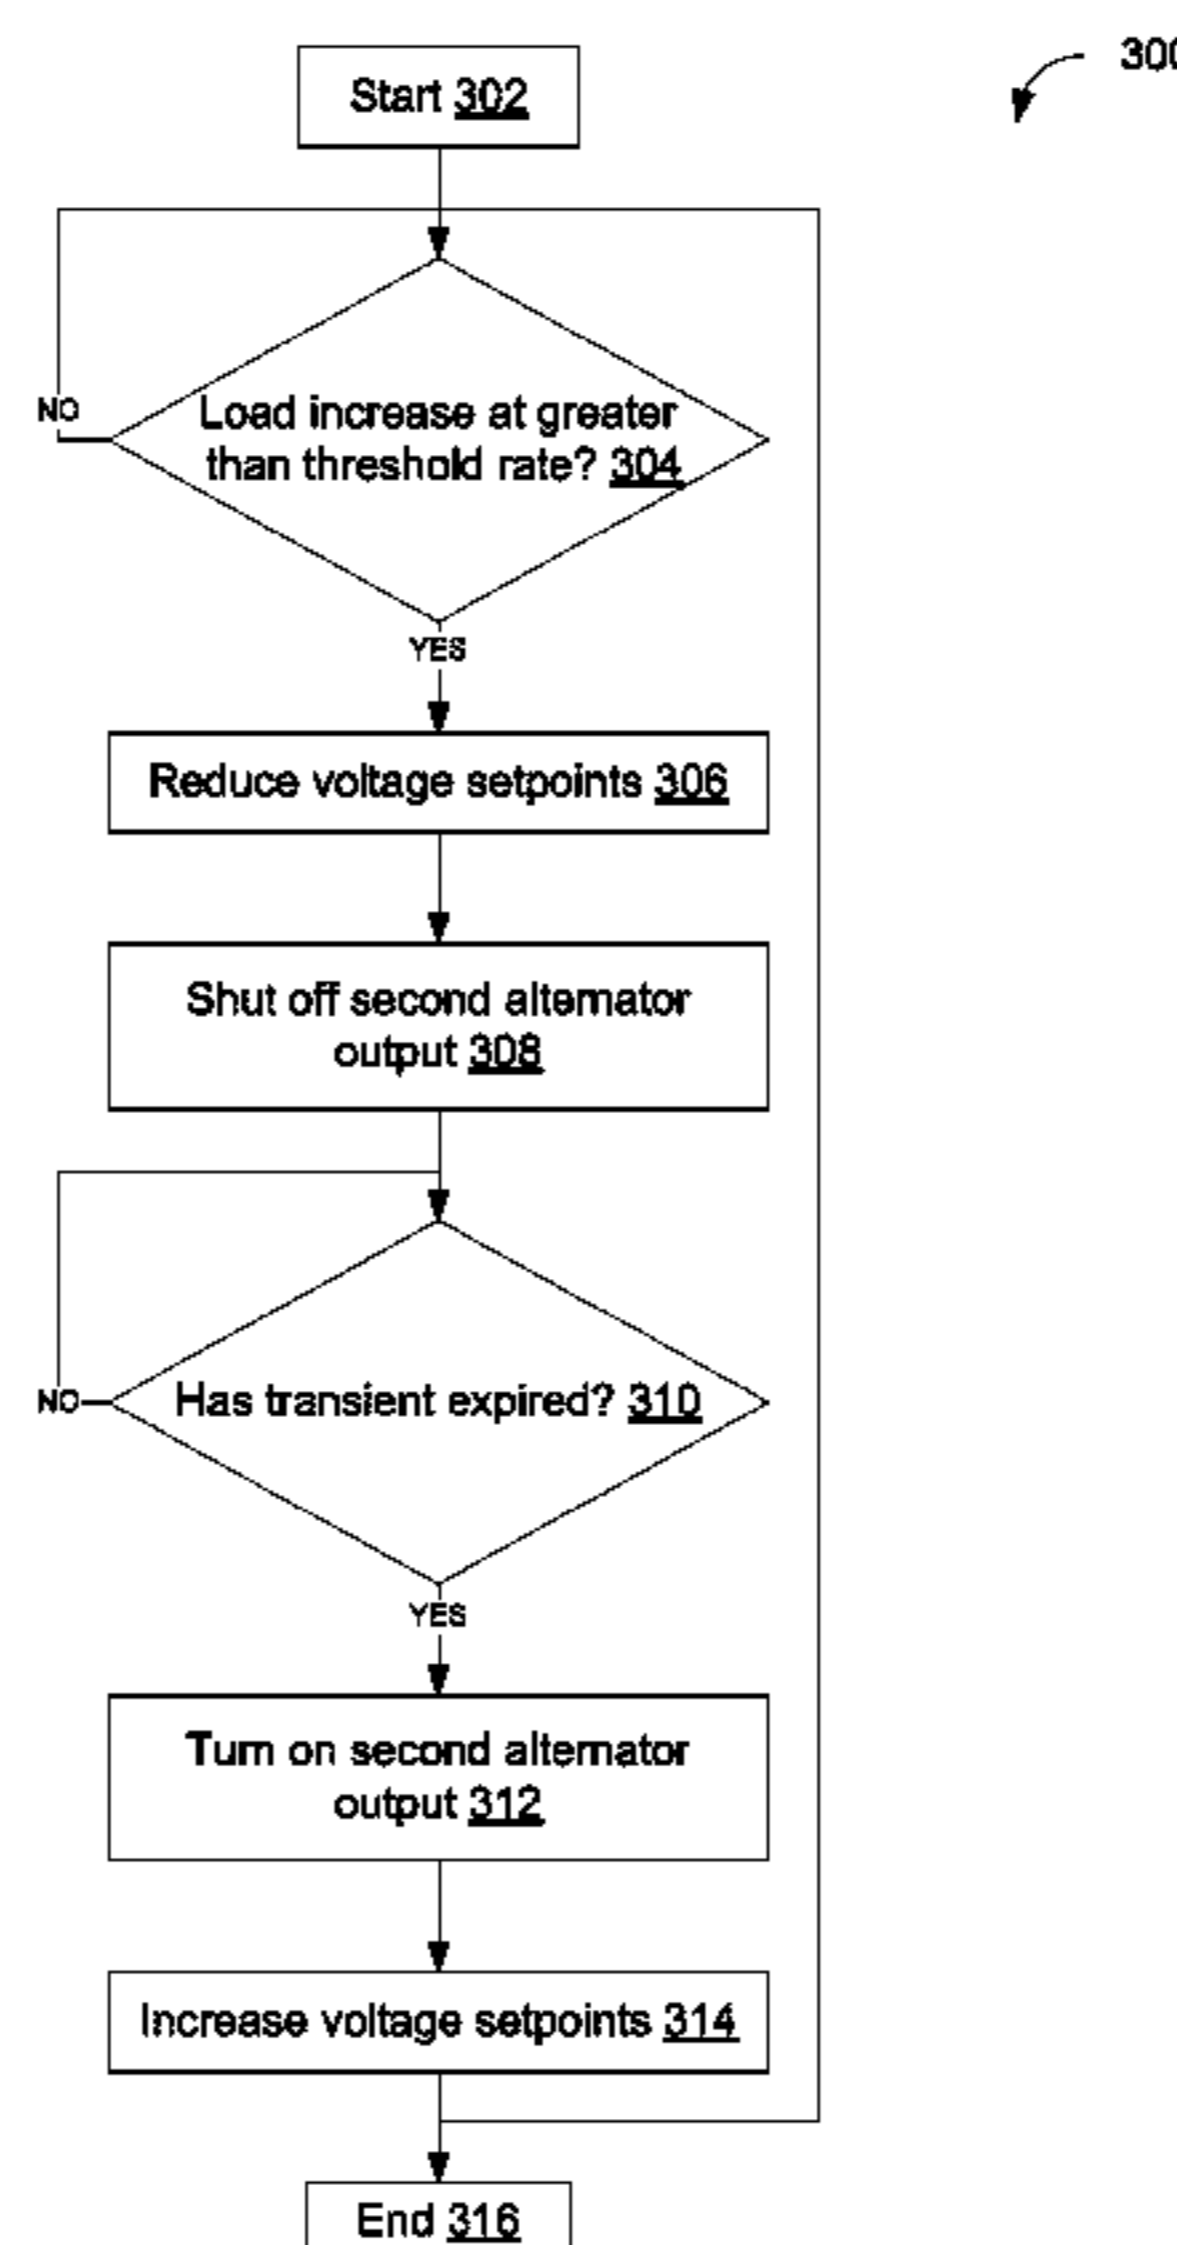 300
Start 302
Load increase at greater
than threshold rate? 304
NO
YES
Reduce voltage setpoints 306
Shut off second alternator
output 308
Has transient expired? 310
NO
YES
Turn on second alternator
output 312
Increase voltage setpoints 314
End 316